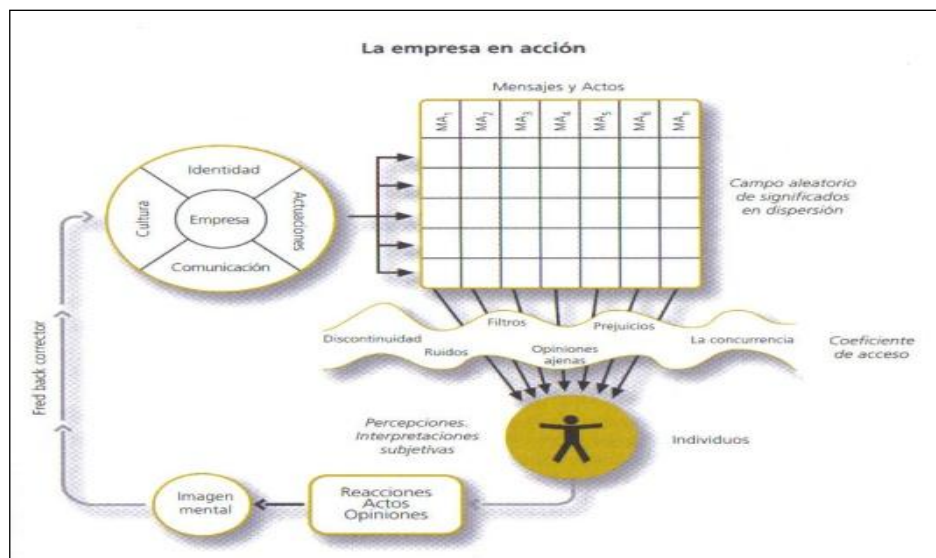 La empresa en acción
Mensajes y Actos
MA1 MA2 MA3 MA4 MA5 MA6 MAn
Identidad
Cultura
Empresa
Actuaciones
Comunicación
Campo aleatorio
de significados
en dispersión
Discontinuidad
Ruidos
Filtros
Opiniones
ajenas
Prejuicios
La concurrencia
Coeficiente
de acceso
Fred back corrector
Percepciones.
Interpretaciones
subjetivas
Individuos
Imagen
mental
Reacciones
Actos
Opiniones